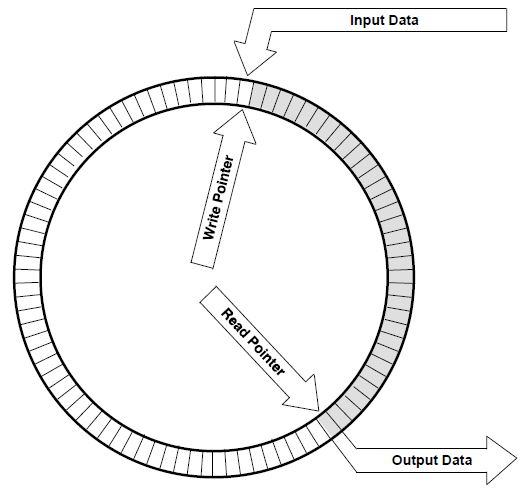 Input Data
Write Pointer
Read Pointer
Output Data